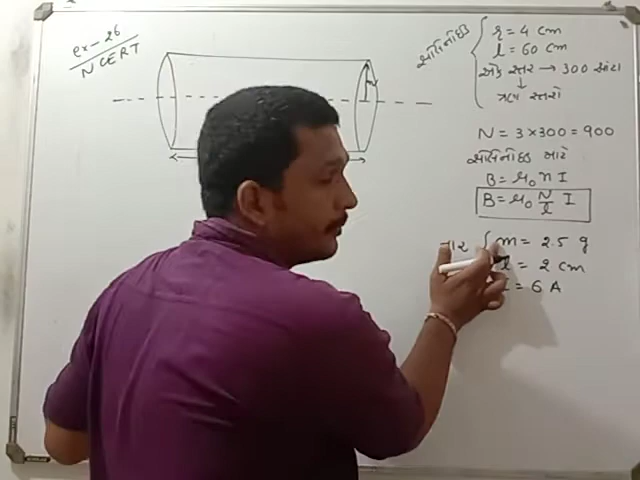 ex-26
NCERT
સોલિનોઇડ
r = 4 cm
l = 60 cm
એક સ્તર → 300 આંટા
↓
ત્રણ સ્તરો
N = 3 × 300 = 900
સોલિનોઇડ માટે
B = μ₀ n I
B = μ₀ N/l I
તાર
m = 2.5 g
l = 2 cm
I = 6 A
r